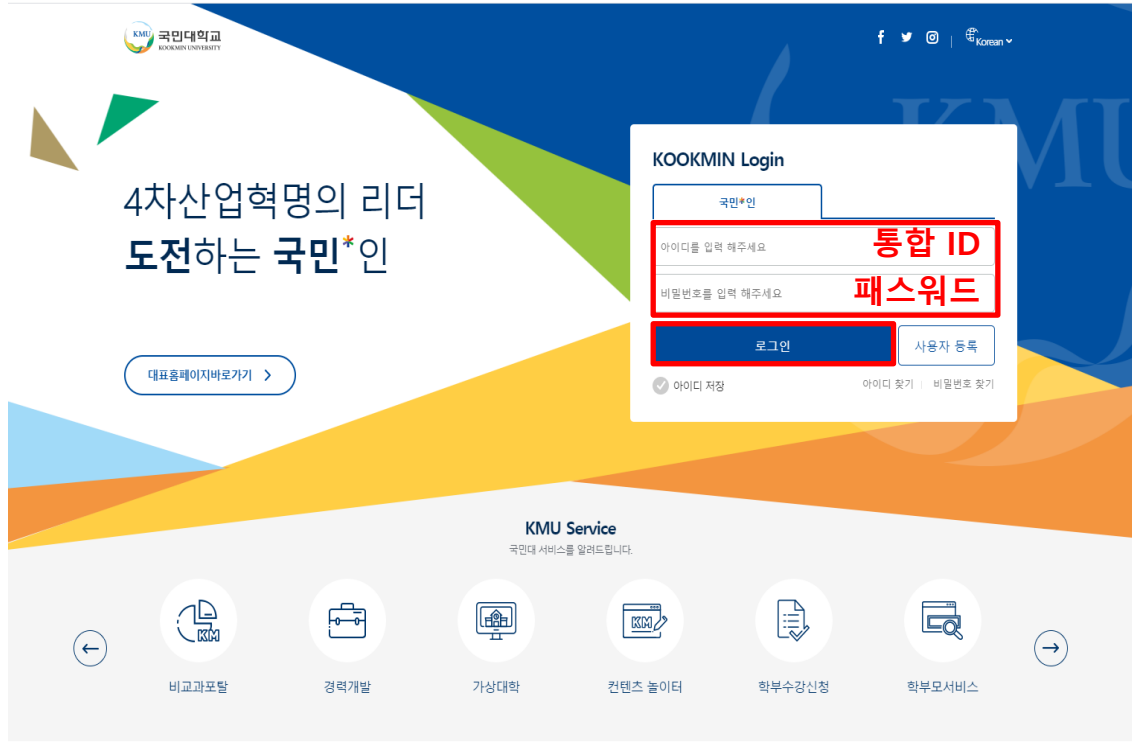 KMU 국민대학교
KOOKMIN UNIVERSITY
Korean
KMU
4차산업혁명의 리더
도전하는 국민*인
대표홈페이지바로가기
KOOKMIN Login
국민*인
아이디를 입력 해주세요 통합 ID
비밀번호를 입력 해주세요 패스워드
로그인 사용자 등록
아이디 저장 아이디 찾기 | 비밀번호 찾기
KMU Service
국민대 서비스를 알려드립니다.
KM KM
비교과포탈 경력개발 가상대학 컨텐츠 놀이터 학부수강신청 학부모서비스